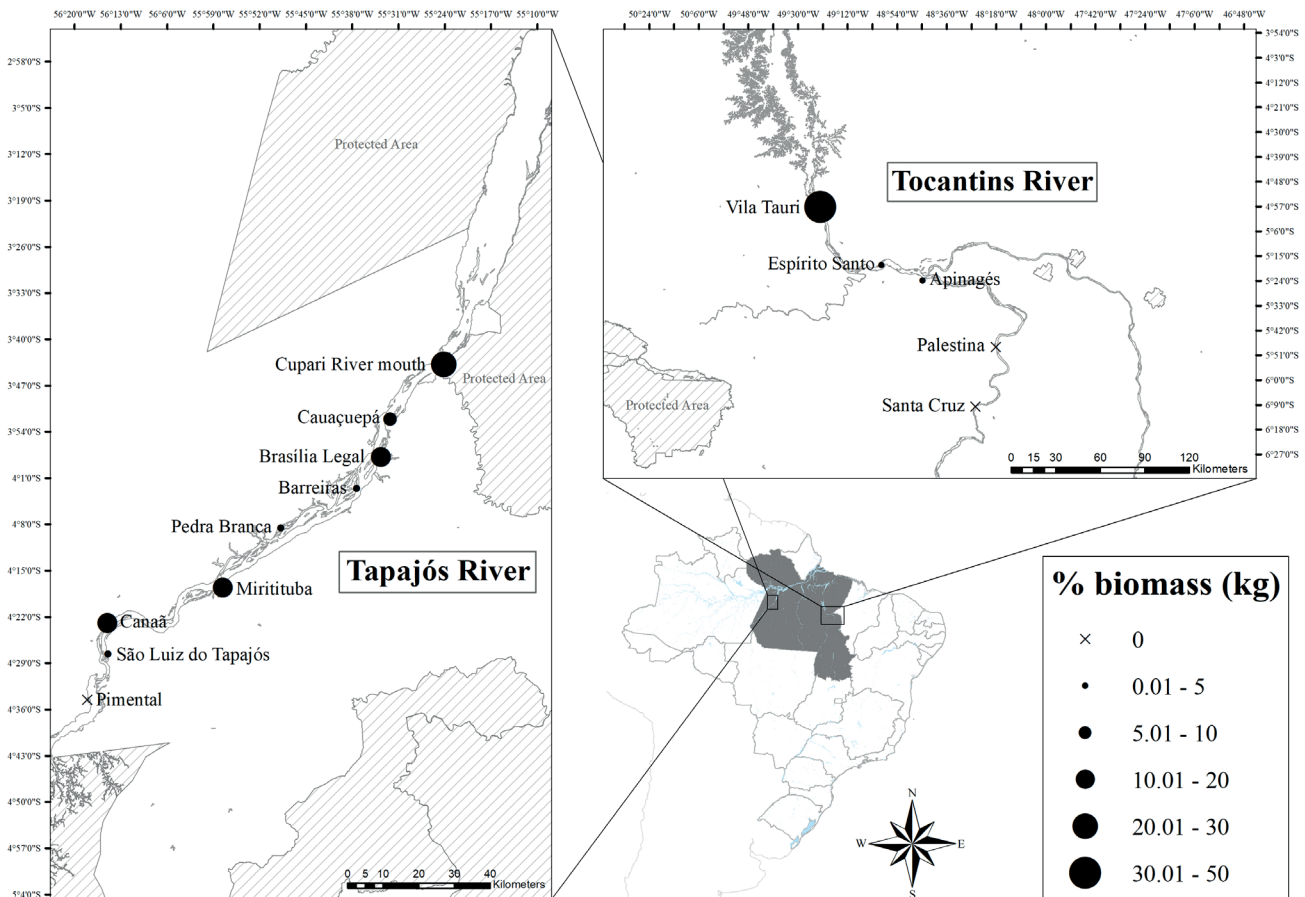 56°20'0"W 56°13'0"W 56°6'0"W 55°59'0"W 55°52'0"W 55°45'0"W 55°38'0"W 55°31'0"W 55°24'0"W 55°17'0"W 55°10'0"W
2°58'0"S
3°5'0"S
3°12'0"S
3°19'0"S
3°26'0"S
3°33'0"S
3°40'0"S
3°47'0"S
3°54'0"S
4°1'0"S
4°8'0"S
4°15'0"S
4°22'0"S
4°29'0"S
4°36'0"S
4°43'0"S
4°50'0"S
4°57'0"S
5°4'0"S
Protected Area
Cupari River mouth
Protected Area
Cauaçuepá
Brasília Legal
Barreiras
Pedra Branca
Tapajós River
Miritituba
Canaã
São Luiz do Tapajós
Pimental
0 5 10 20 30 40
Kilometers
50°24'0"W 50°6'0"W 49°48'0"W 49°30'0"W 49°12'0"W 48°54'0"W 48°36'0"W 48°18'0"W 48°0'0"W 47°42'0"W 47°24'0"W 47°6'0"W 46°48'0"W
3°54'0"S
4°3'0"S
4°12'0"S
4°21'0"S
4°30'0"S
4°39'0"S
4°48'0"S
4°57'0"S
5°6'0"S
5°15'0"S
5°24'0"S
5°33'0"S
5°42'0"S
5°51'0"S
6°0'0"S
6°9'0"S
6°18'0"S
6°27'0"S
Tocantins River
Vila Tauri
Espírito Santo
Apinagés
Palestina
Santa Cruz
Protected Area
0 15 30 60 90 120
Kilometers
N
W E
S
% biomass (kg)
0
0.01 - 5
5.01 - 10
10.01 - 20
20.01 - 30
30.01 - 50